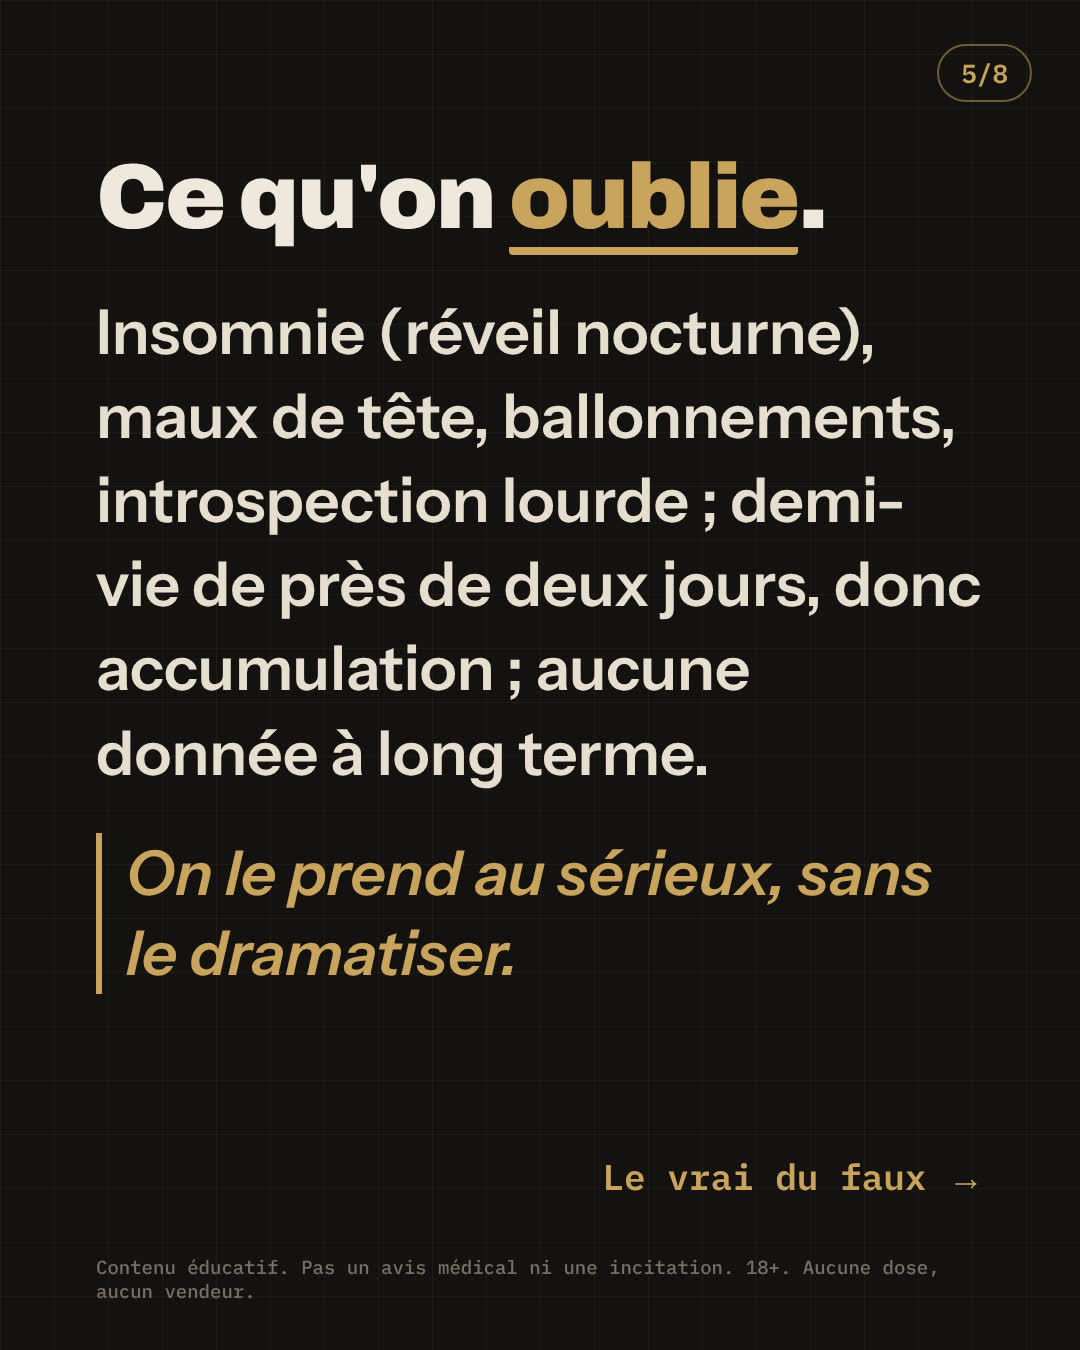 5/8
Ce qu'on oublie.
Insomnie (réveil nocturne),
maux de tête, ballonnements,
introspection lourde ; demi-
vie de près de deux jours, donc
accumulation ; aucune
donnée à long terme.
On le prend au sérieux, sans
le dramatiser.
Le vrai du faux →
Contenu éducatif. Pas un avis médical ni une incitation. 18+. Aucune dose,
aucun vendeur.